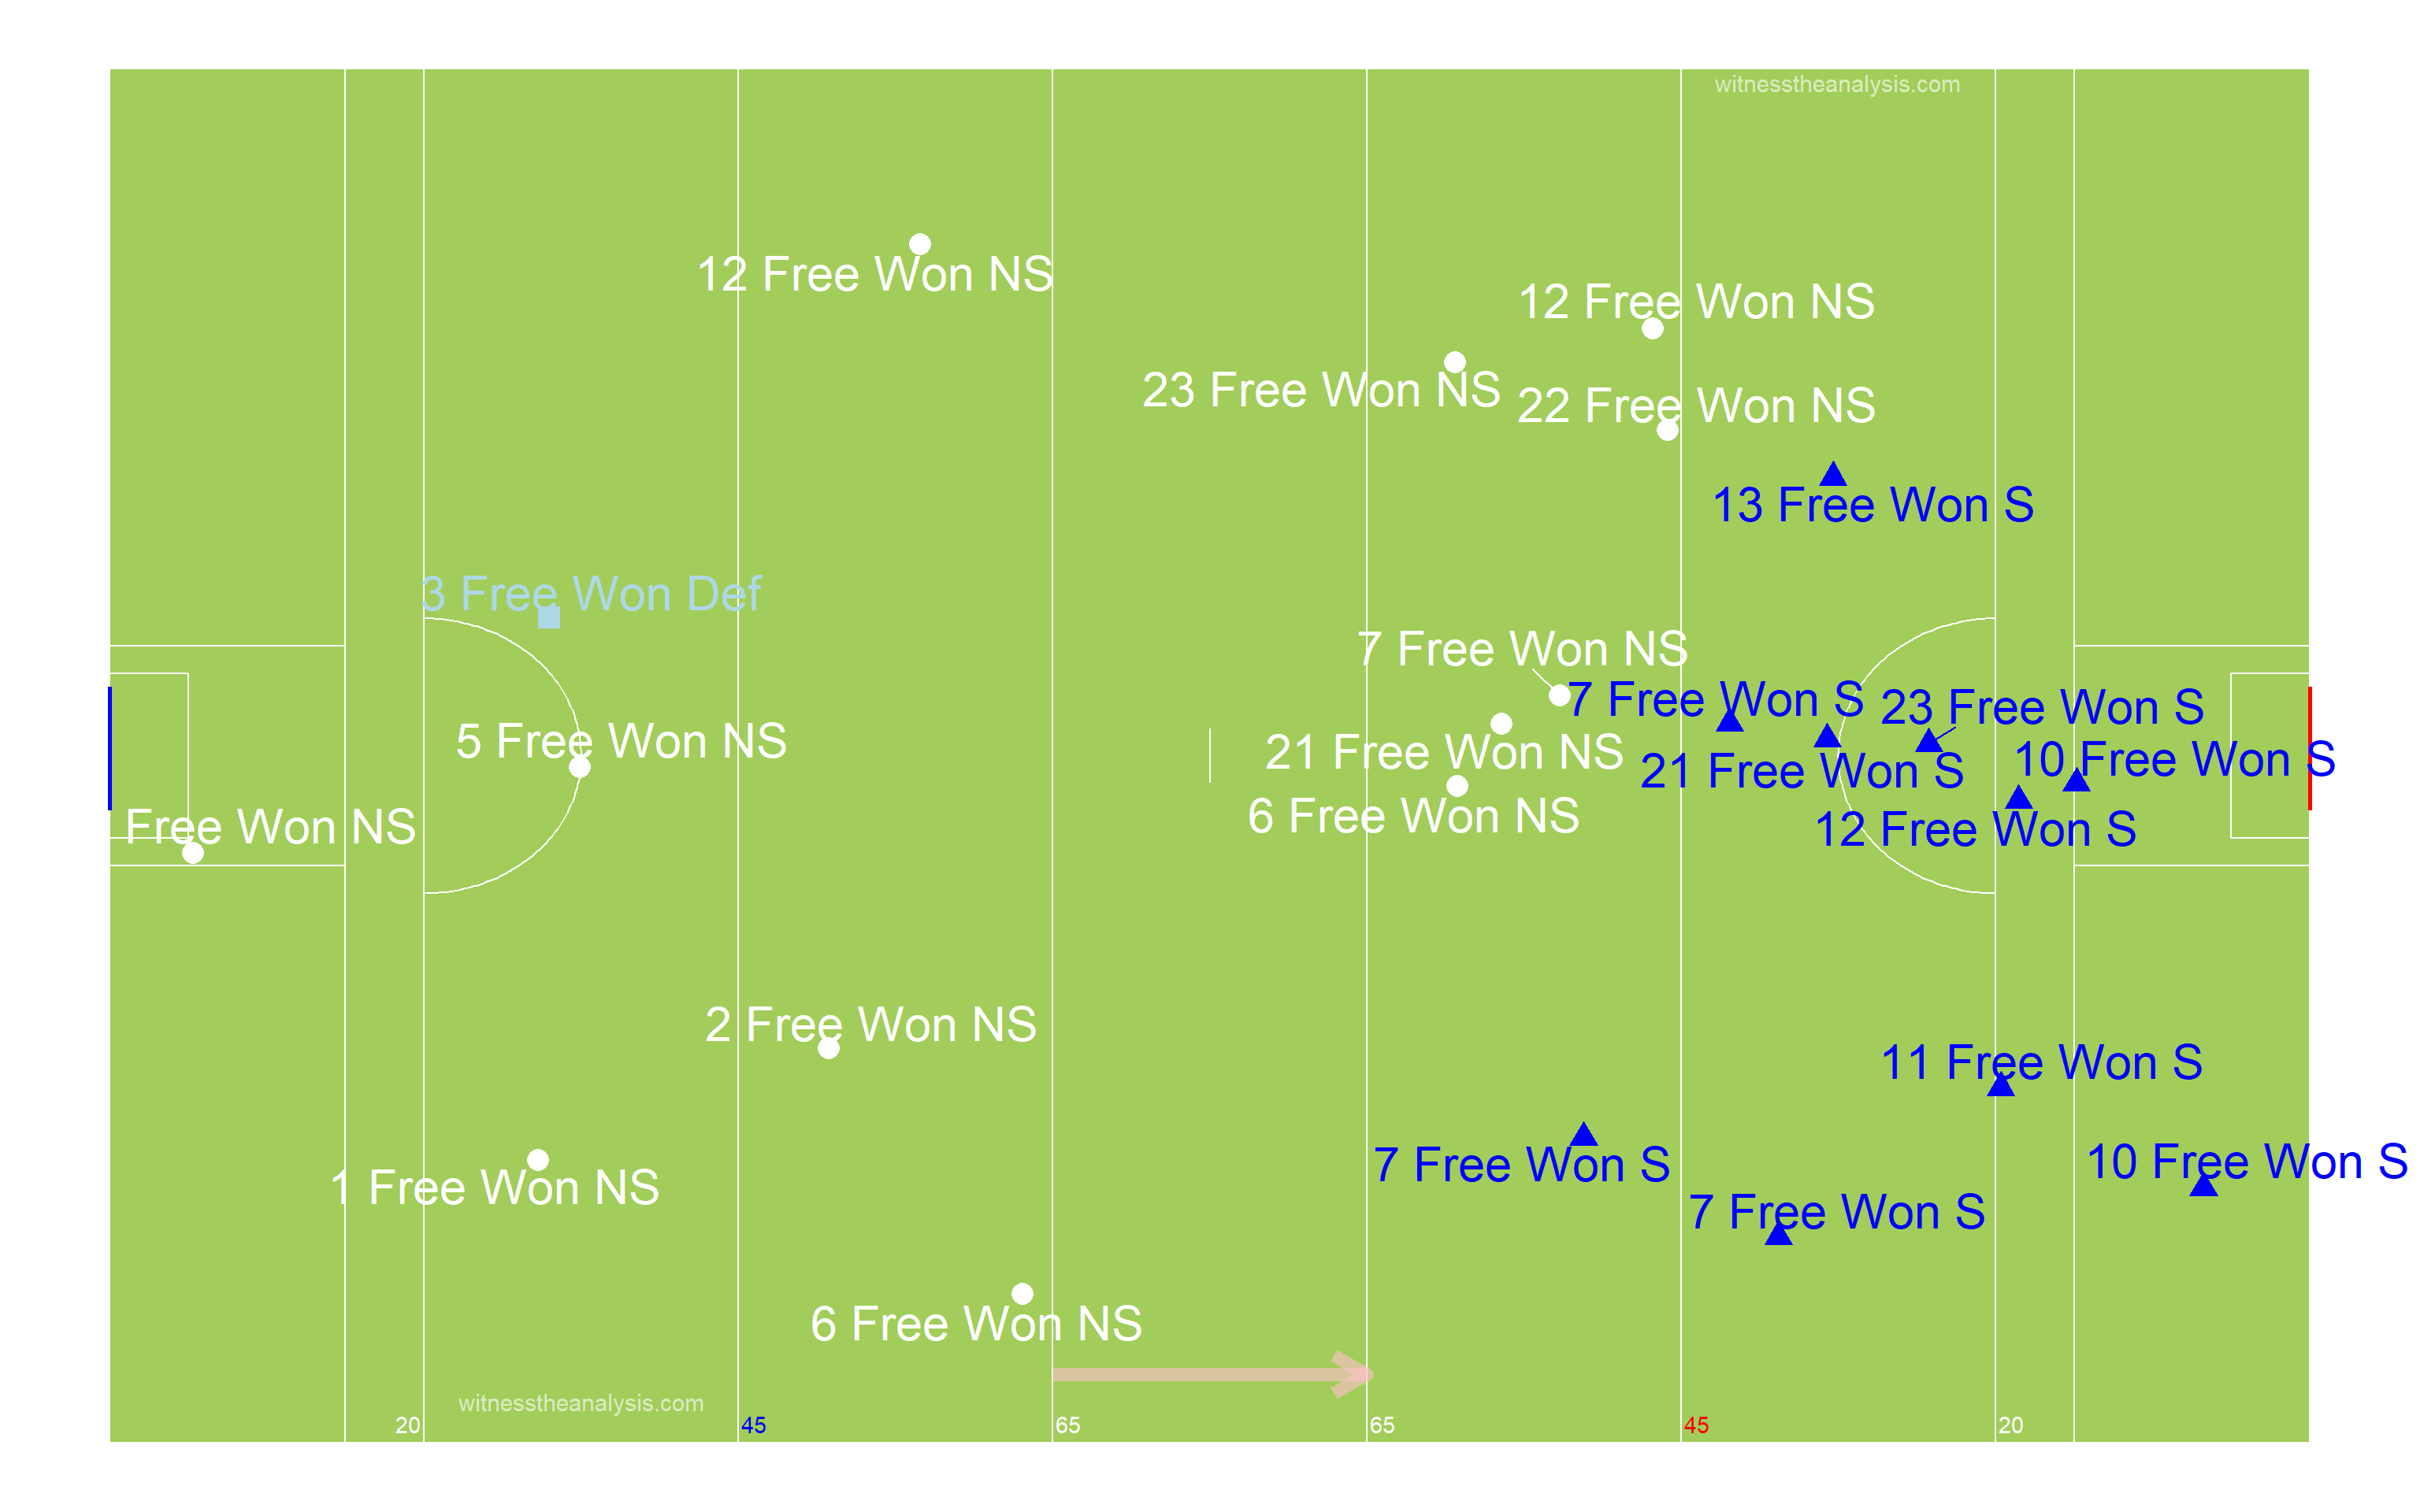 witnesstheanalysis.com
12 Free Won NS
12 Free Won NS
23 Free Won NS
22 Free Won NS
13 Free Won S
3 Free Won Def
7 Free Won NS
7 Free Won S
23 Free Won S
5 Free Won NS
21 Free Won NS
21 Free Won S
10 Free Won S
Free Won NS
6 Free Won NS
12 Free Won S
2 Free Won NS
11 Free Won S
1 Free Won NS
7 Free Won S
10 Free Won S
7 Free Won S
6 Free Won NS
witnesstheanalysis.com
20
45
65
65
45
20